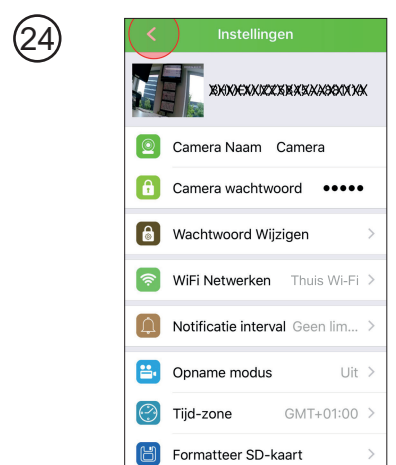 24
Instellingen
Camera Naam Camera
Camera wachtwoord •••••
Wachtwoord Wijzigen
WiFi Netwerken Thuis Wi-Fi
Notificatie interval Geen lim...
Opname modus Uit
Tijd-zone GMT+01:00
Formatteer SD-kaart